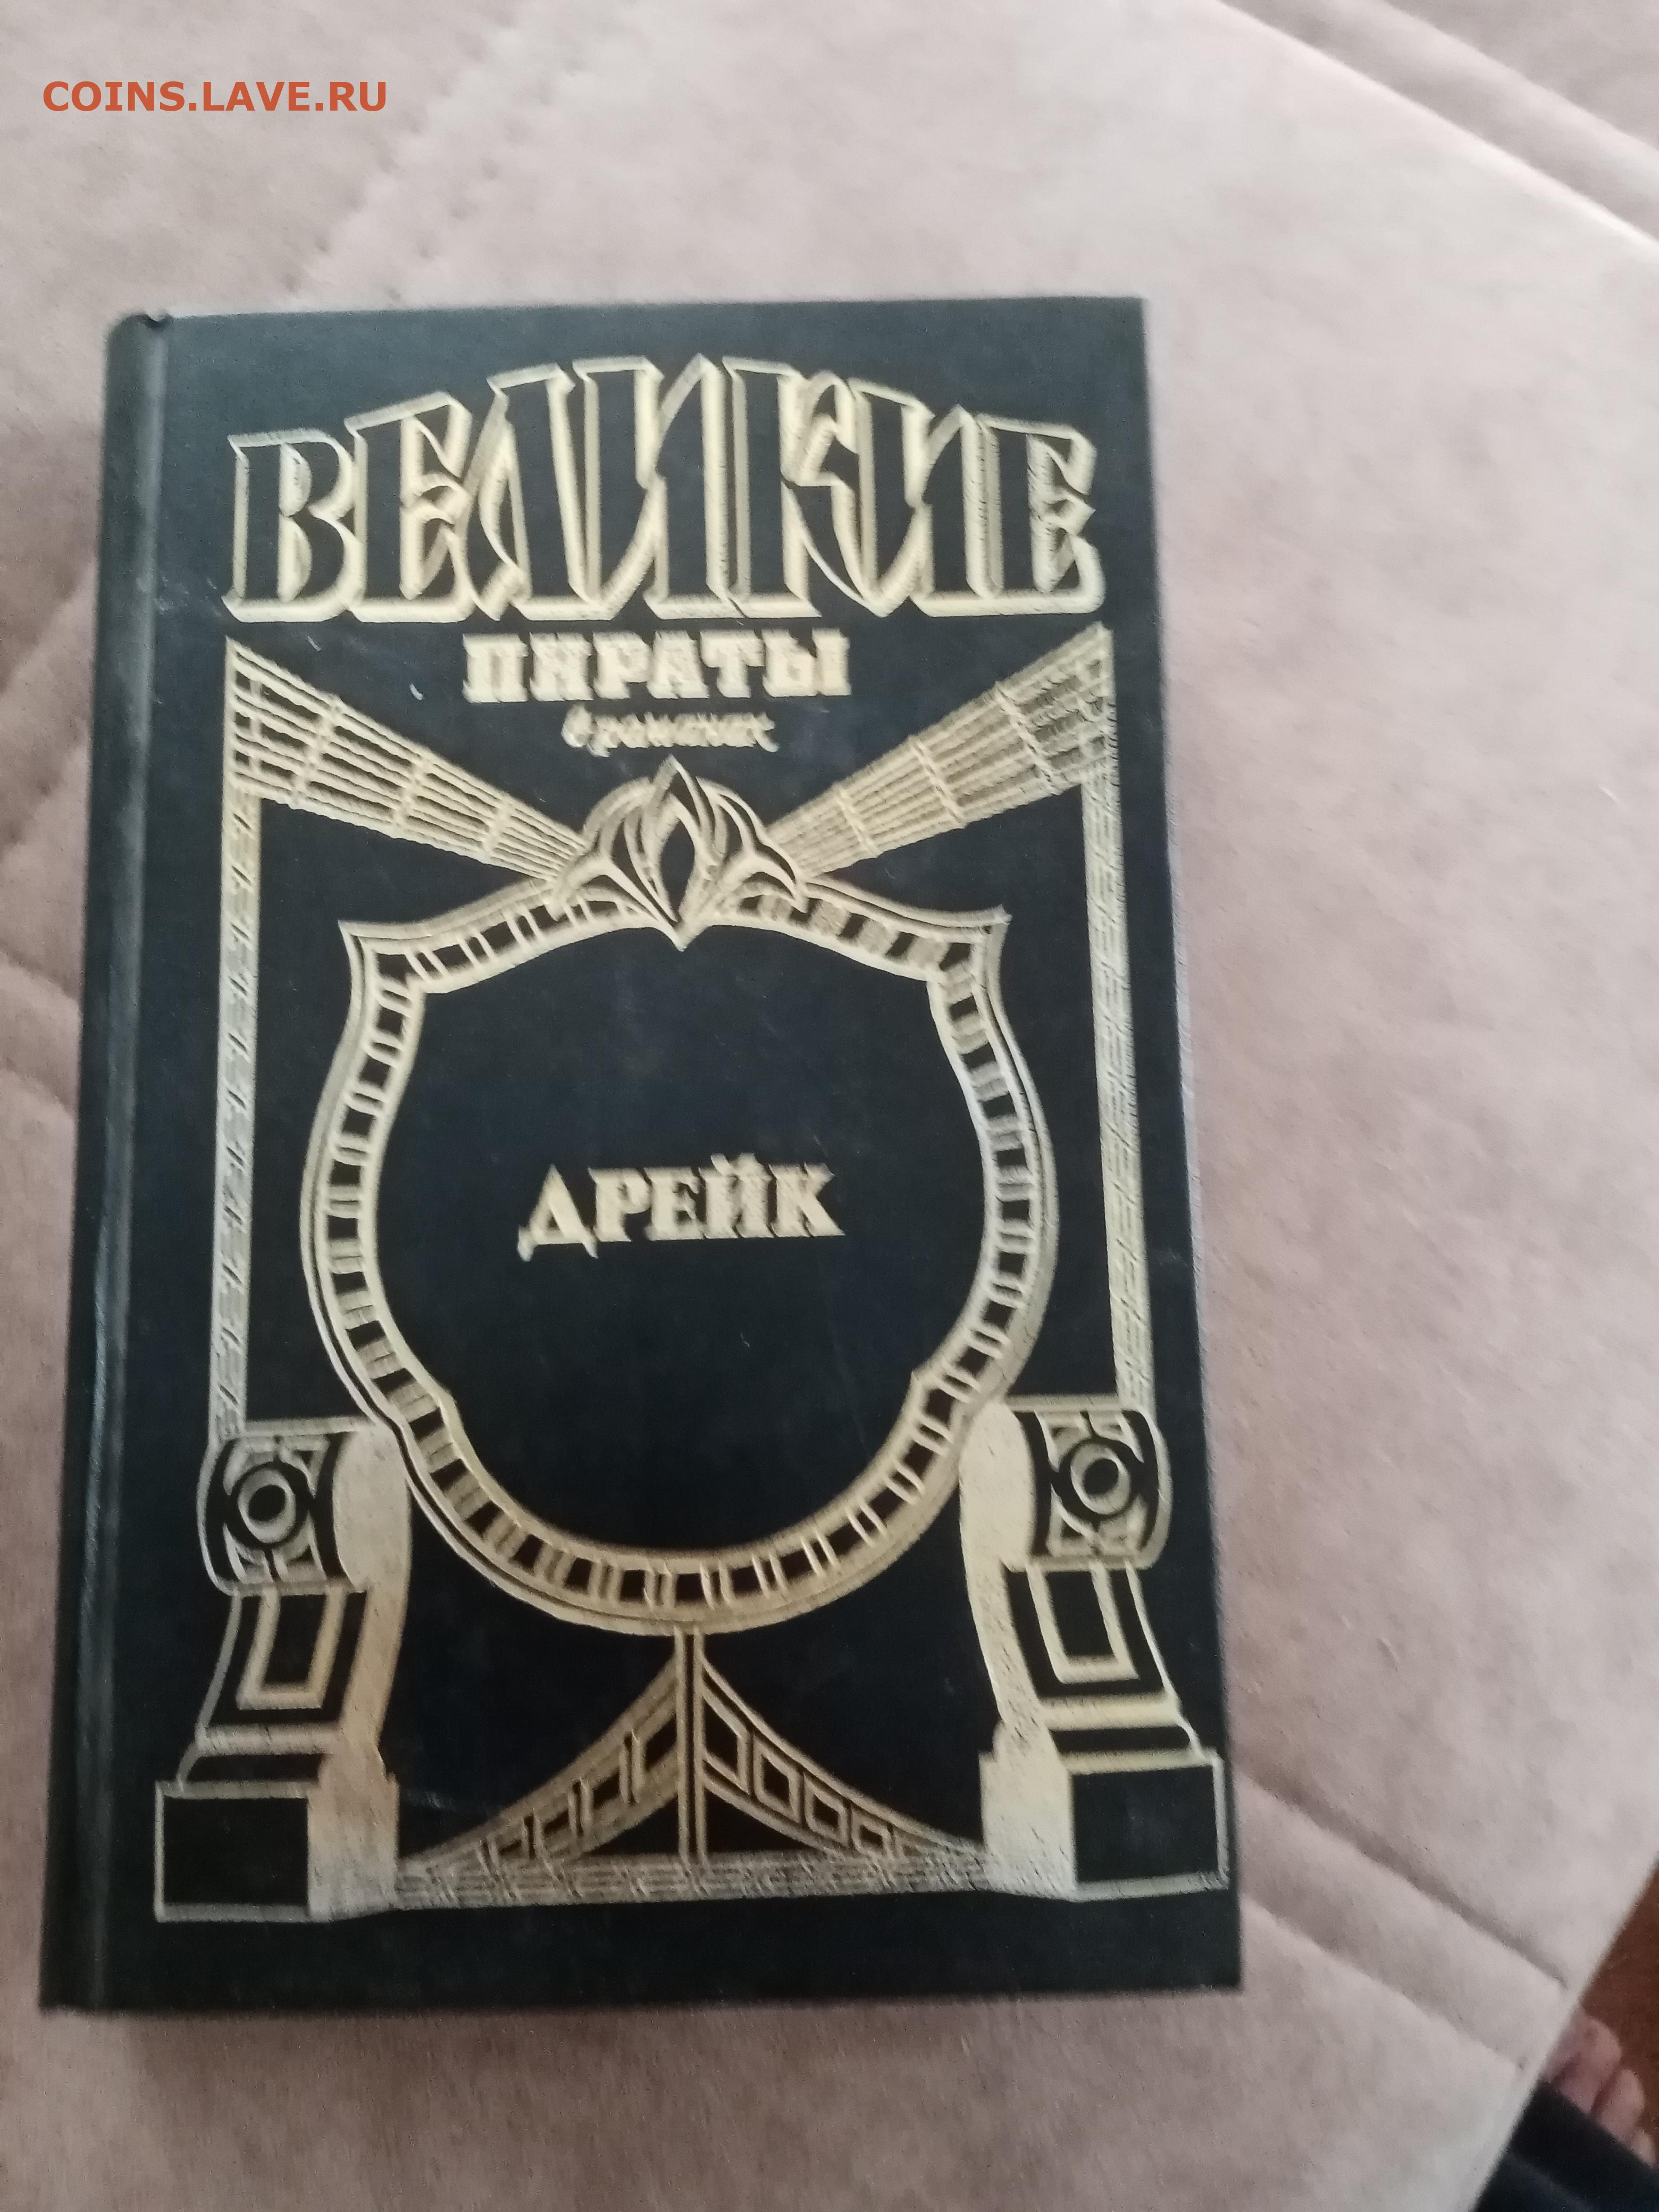 COINS.LAVE.RU
ВЕЛИКИЕ
ПИРАТЫ
в романах
ДРЕЙК